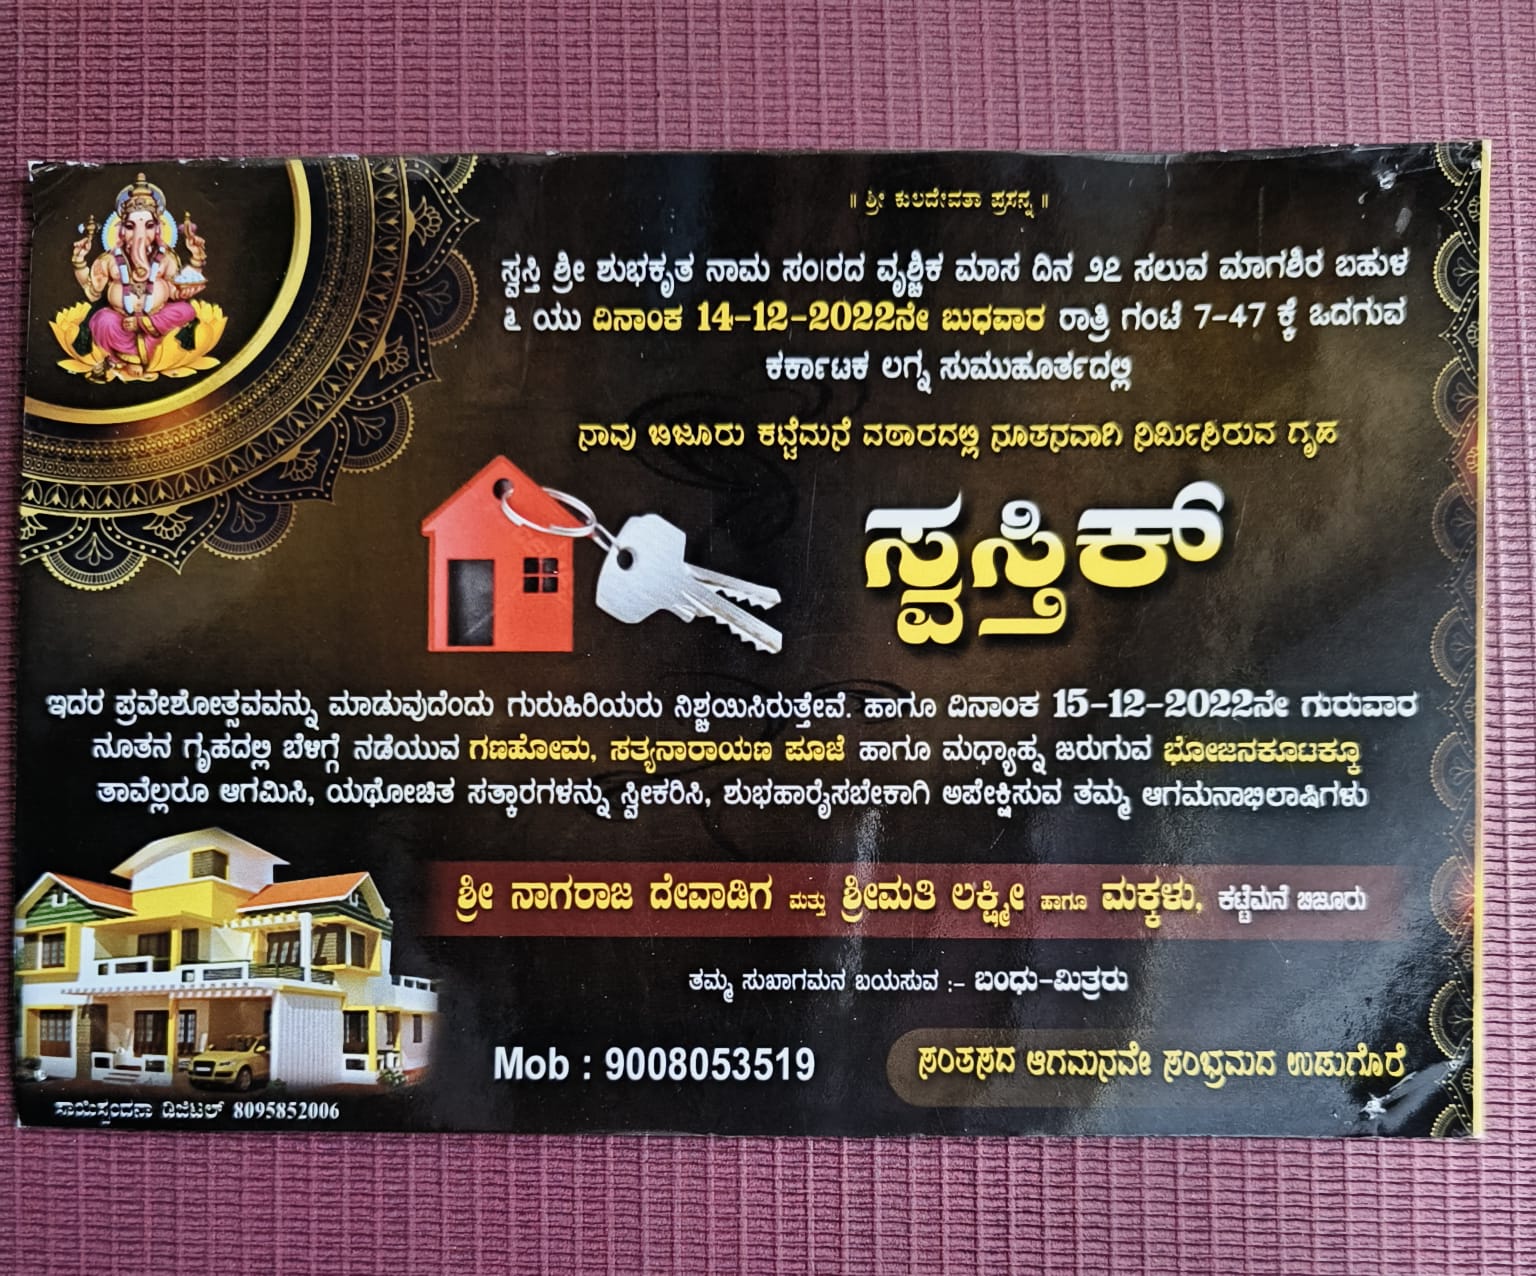 ॥ ಶ್ರೀ ಕುಲದೇವತಾ ಪ್ರಸನ್ನ ॥
ಸ್ವಸ್ತಿ ಶ್ರೀ ಶುಭಕೃತ ನಾಮ ಸಂ।ರದ ವೃಶ್ಚಿಕ ಮಾಸ ದಿನ ೨೭ ಸಲುವ ಮಾಗಶಿರ ಬಹುಳ
೬ ಯು ದಿನಾಂಕ 14-12-2022ನೇ ಬುಧವಾರ ರಾತ್ರಿ ಗಂಟೆ 7-47 ಕ್ಕೆ ಒದಗುವ
ಕರ್ಕಾಟಕ ಲಗ್ನ ಸುಮುಹೂರ್ತದಲ್ಲಿ
ನಾವು ಬಿಜೂರು ಕಟ್ಟೆಮನೆ ವಠಾರದಲ್ಲಿ ನೂತನವಾಗಿ ನಿರ್ಮಿಸಿರುವ ಗೃಹ
ಸ್ವಸ್ತಿಕ್
ಇದರ ಪ್ರವೇಶೋತ್ಸವವನ್ನು ಮಾಡುವುದೆಂದು ಗುರುಹಿರಿಯರು ನಿಶ್ಚಯಿಸಿರುತ್ತೇವೆ. ಹಾಗೂ ದಿನಾಂಕ 15-12-2022ನೇ ಗುರುವಾರ
ನೂತನ ಗೃಹದಲ್ಲಿ ಬೆಳಿಗ್ಗೆ ನಡೆಯುವ ಗಣಹೋಮ, ಸತ್ಯನಾರಾಯಣ ಪೂಜೆ ಹಾಗೂ ಮಧ್ಯಾಹ್ನ ಜರುಗುವ ಭೋಜನಕೂಟಕ್ಕೂ
ತಾವೆಲ್ಲರೂ ಆಗಮಿಸಿ, ಯಥೋಚಿತ ಸತ್ಕಾರಗಳನ್ನು ಸ್ವೀಕರಿಸಿ, ಶುಭಹಾರೈಸಬೇಕಾಗಿ ಅಪೇಕ್ಷಿಸುವ ತಮ್ಮ ಆಗಮನಾಭಿಲಾಷಿಗಳು
ಶ್ರೀ ನಾಗರಾಜ ದೇವಾಡಿಗ ಮತ್ತು ಶ್ರೀಮತಿ ಲಕ್ಷ್ಮೀ ಹಾಗೂ ಮಕ್ಕಳು, ಕಟ್ಟೆಮನೆ ಬಿಜೂರು
ತಮ್ಮ ಸುಖಾಗಮನ ಬಯಸುವ :- ಬಂಧು-ಮಿತ್ರರು
Mob : 9008053519
ಸಂತಸದ ಆಗಮನವೇ ಸಂಭ್ರಮದ ಉಡುಗೊರೆ
ಸಾಯಿಸ್ಪಂದನಾ ಡಿಜಿಟಲ್ 8095852006